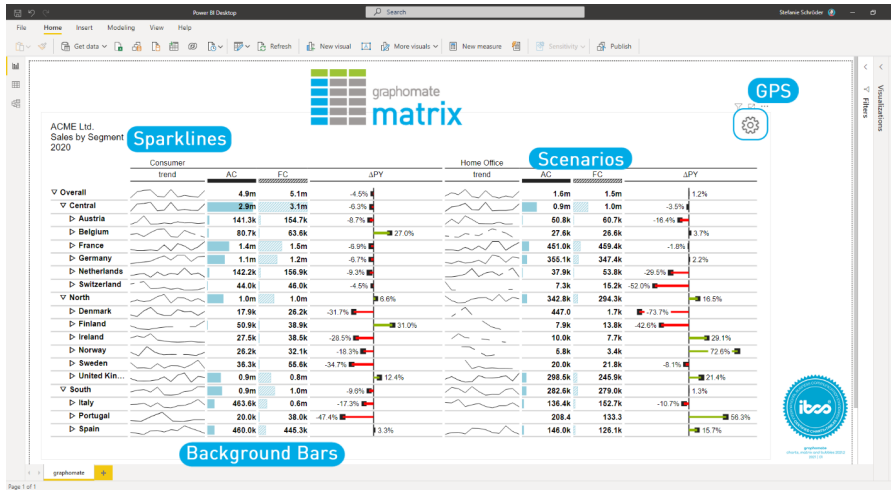 Power BI Desktop
Search
Stefanie Schröder
File Home Insert Modeling View Help
Get data Refresh New visual More visuals New measure Sensitivity Publish
graphomate
matrix
GPS
Filters
Visualizations
ACME Ltd.
Sales by Segment
2020
Sparklines
Scenarios
Consumer Home Office
trend AC FC ΔPY trend AC FC ΔPY
Overall 4.9m 5.1m -4.5% 1.6m 1.5m 1.2%
Central 2.9m 3.1m -6.3% 0.9m 1.0m -3.5%
Austria 141.3k 154.7k -8.7% 50.8k 60.7k -16.4%
Belgium 80.7k 63.6k 27.0% 27.6k 26.6k 3.7%
France 1.4m 1.5m -6.9% 451.0k 459.4k -1.8%
Germany 1.1m 1.2m -6.7% 355.1k 347.4k 2.2%
Netherlands 142.2k 156.9k -9.3% 37.9k 53.8k -29.5%
Switzerland 44.0k 46.0k -4.5% 7.3k 15.2k -52.0%
North 1.0m 1.0m 6.6% 342.8k 294.3k 16.5%
Denmark 17.9k 26.2k -31.7% 447.0 1.7k -73.7%
Finland 50.9k 38.9k 31.0% 7.9k 13.8k -42.6%
Ireland 27.5k 38.5k -28.5% 10.0k 7.7k 29.1%
Norway 26.2k 32.1k -18.3% 5.8k 3.4k 72.6%
Sweden 36.3k 55.6k -34.7% 20.0k 21.8k -8.1%
United Kin... 0.9m 0.8m 12.4% 298.5k 245.9k 21.4%
South 0.9m 1.0m -9.6% 282.6k 279.0k 1.3%
Italy 463.6k 0.6m -17.3% 136.4k 152.7k -10.7%
Portugal 20.0k 38.0k -47.4% 208.4 133.3 56.3%
Spain 460.0k 445.3k 3.3% 146.0k 126.1k 15.7%
Background Bars
ibcs
graphomate
graphomate +
Page 1 of 1